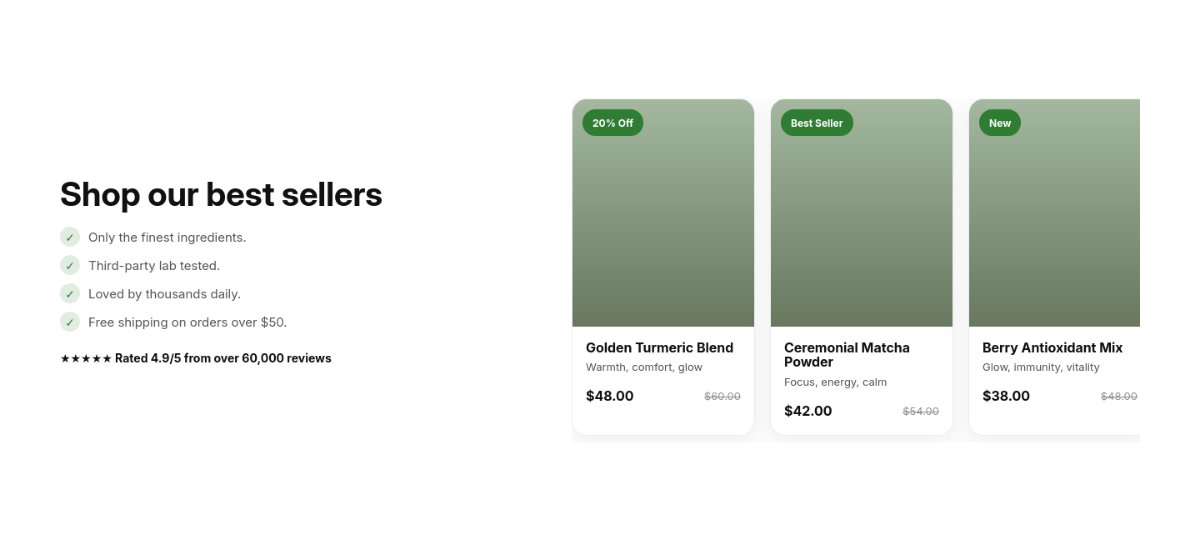 Shop our best sellers
✓ Only the finest ingredients.
✓ Third-party lab tested.
✓ Loved by thousands daily.
✓ Free shipping on orders over $50.
★★★★★ Rated 4.9/5 from over 60,000 reviews
20% Off
Golden Turmeric Blend
Warmth, comfort, glow
$48.00 $60.00
Best Seller
Ceremonial Matcha
Powder
Focus, energy, calm
$42.00 $54.00
New
Berry Antioxidant Mix
Glow, immunity, vitality
$38.00 $48.00